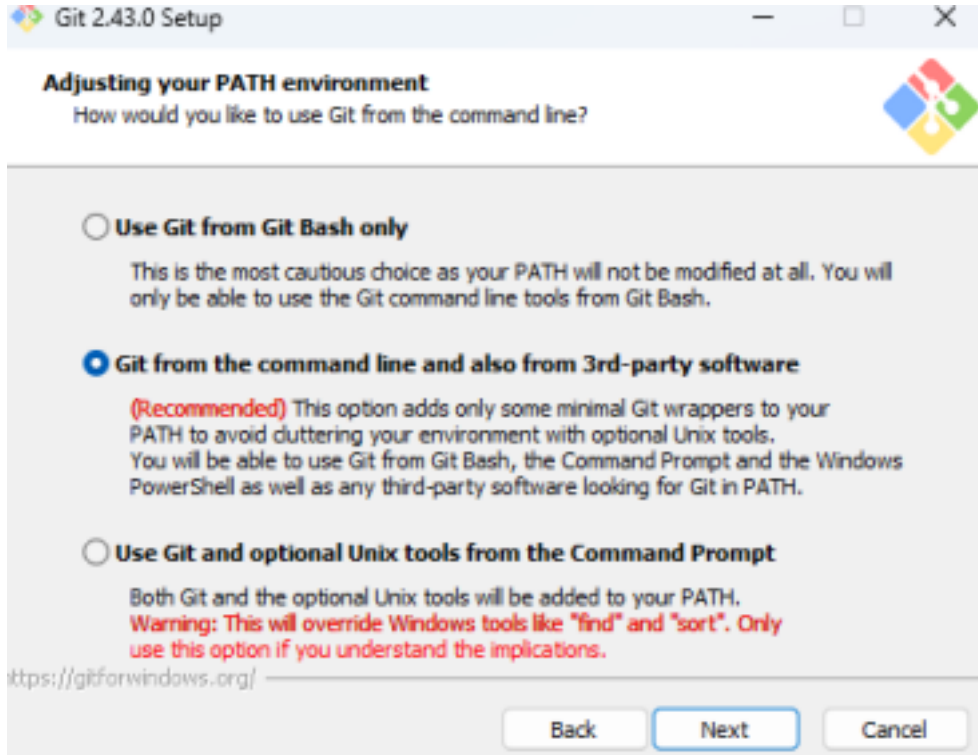 Git 2.43.0 Setup
Adjusting your PATH environment
How would you like to use Git from the command line?
Use Git from Git Bash only
This is the most cautious choice as your PATH will not be modified at all. You will
only be able to use the Git command line tools from Git Bash.
Git from the command line and also from 3rd-party software
(Recommended) This option adds only some minimal Git wrappers to your
PATH to avoid cluttering your environment with optional Unix tools.
You will be able to use Git from Git Bash, the Command Prompt and the Windows
PowerShell as well as any third-party software looking for Git in PATH.
Use Git and optional Unix tools from the Command Prompt
Both Git and the optional Unix tools will be added to your PATH.
Warning: This will override Windows tools like "find" and "sort". Only
use this option if you understand the implications.
ttps://gitforwindows.org/
Back Next Cancel